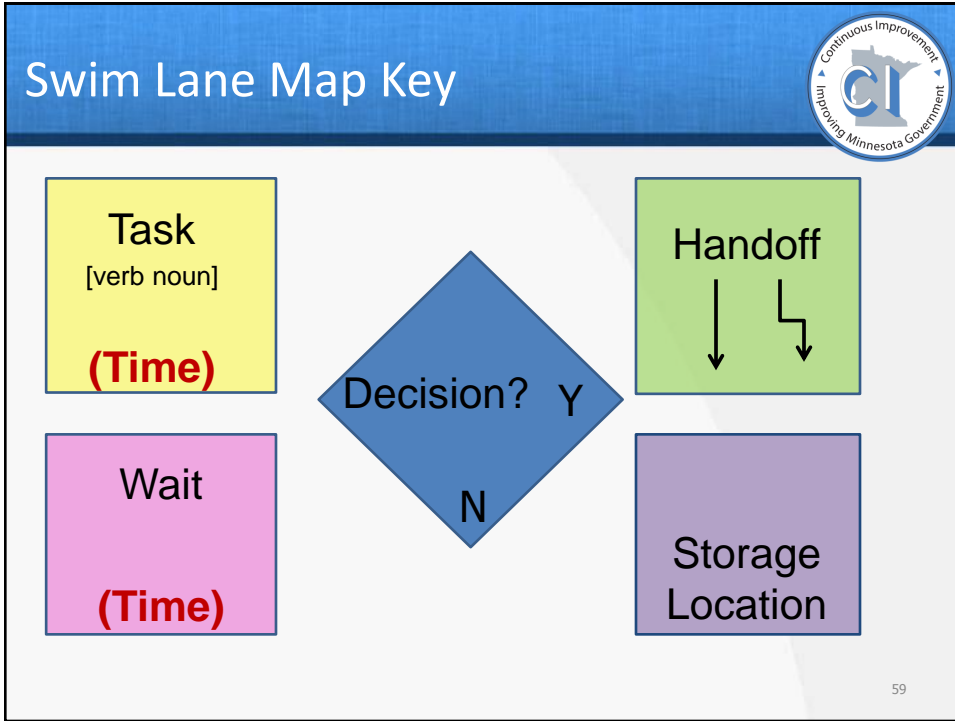 Swim Lane Map Key
Continuous Improvement
CI
Improving Minnesota Government
Task
[verb noun]
(Time)
Handoff
Decision? Y
N
Wait
(Time)
Storage
Location
59